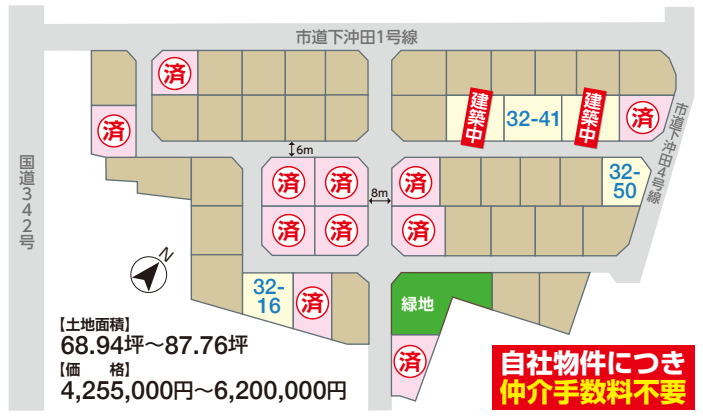 市道下沖田1号線
済
建築中
32-41
建築中
済
済
市道下沖田4号線
国道342号
6m
済
済
8m
済
32-
50
済
済
済
N
32-
16
済
緑地
済
【土地面積】
68.94坪～87.76坪
【価　格】
4,255,000円～6,200,000円
自社物件につき
仲介手数料不要